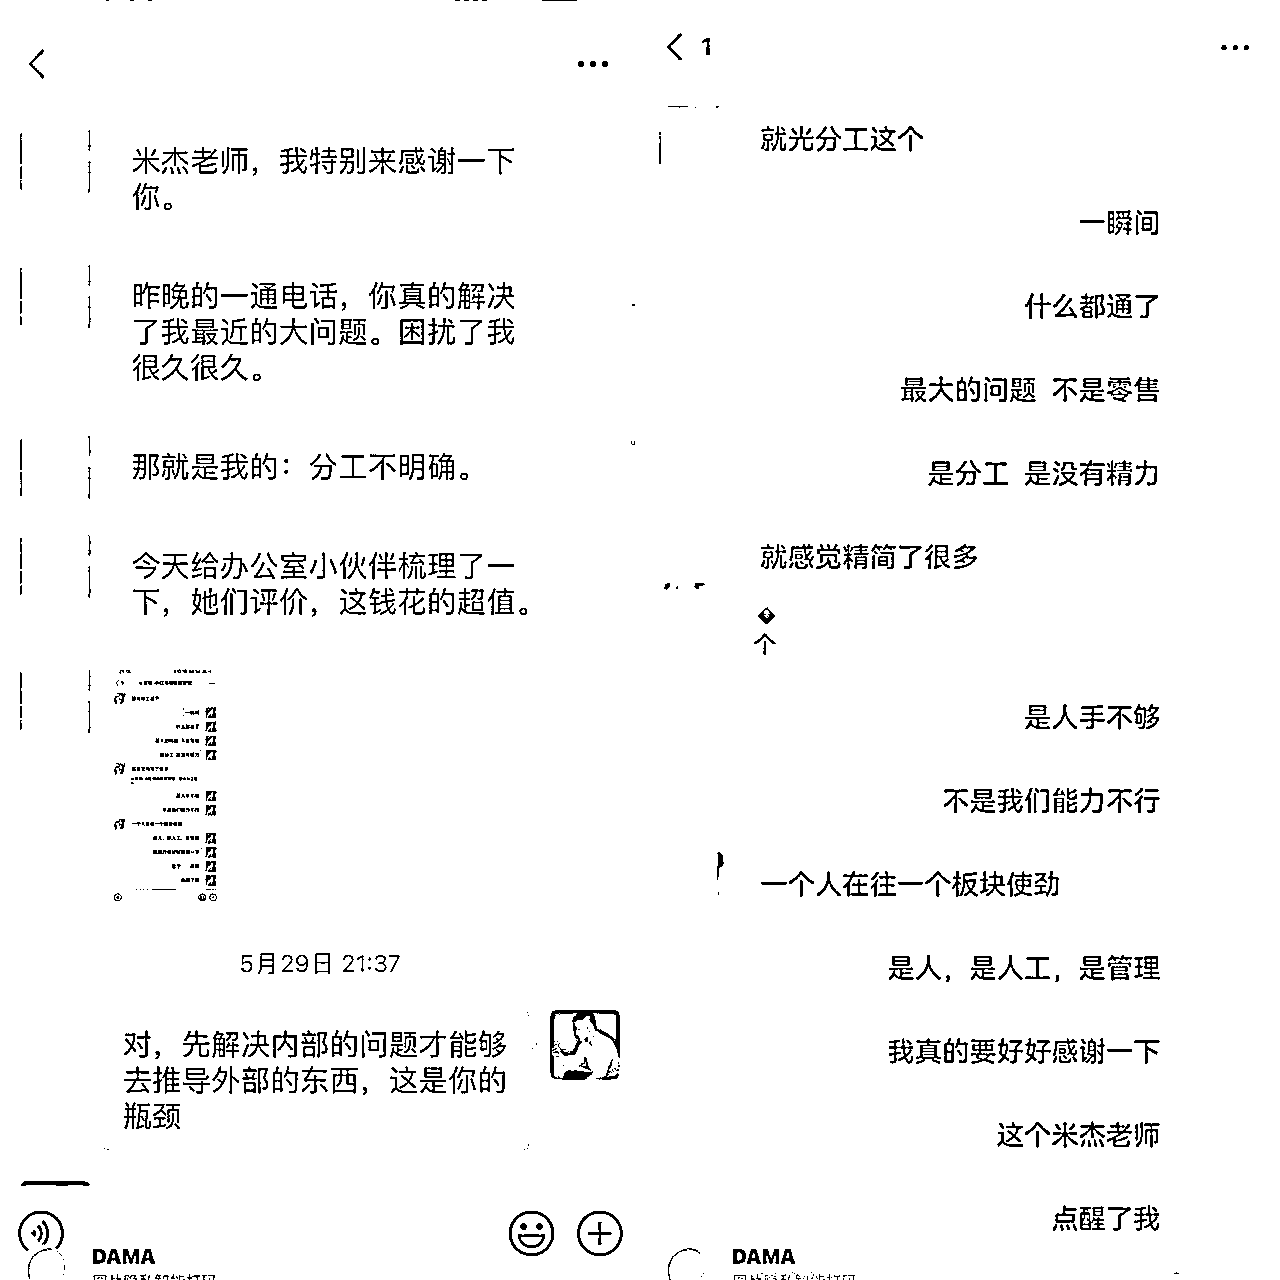 米杰老师，我特别来感谢一下
你。
昨晚的一通电话，你真的解决
了我最近的大问题。困扰了我
很久很久。
那就是我的：分工不明确。
今天给办公室小伙伴梳理了一
下，她们评价，这钱花的超值。
5月29日 21:37
对，先解决内部的问题才能够
去推导外部的东西，这是你的
瓶颈
DAMA
1
就光分工这个
一瞬间
什么都通了
最大的问题 不是零售
是分工 是没有精力
就感觉精简了很多
个
是人手不够
不是我们能力不行
一个人在往一个板块使劲
是人，是人工，是管理
我真的要好好感谢一下
这个米杰老师
点醒了我
DAMA